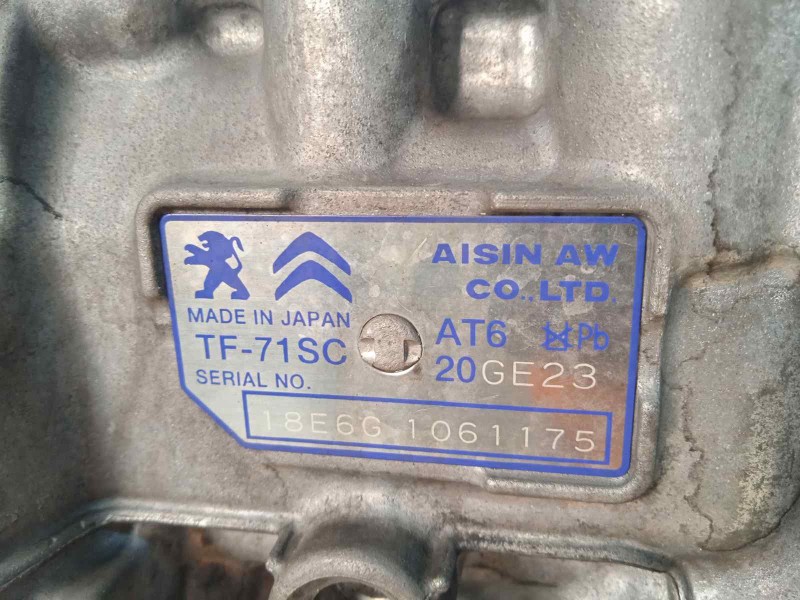 AISIN AW
CO., LTD.
MADE IN JAPAN
AT6 Pb
TF-71SC
20GE23
SERIAL NO.
18E6G 1061175